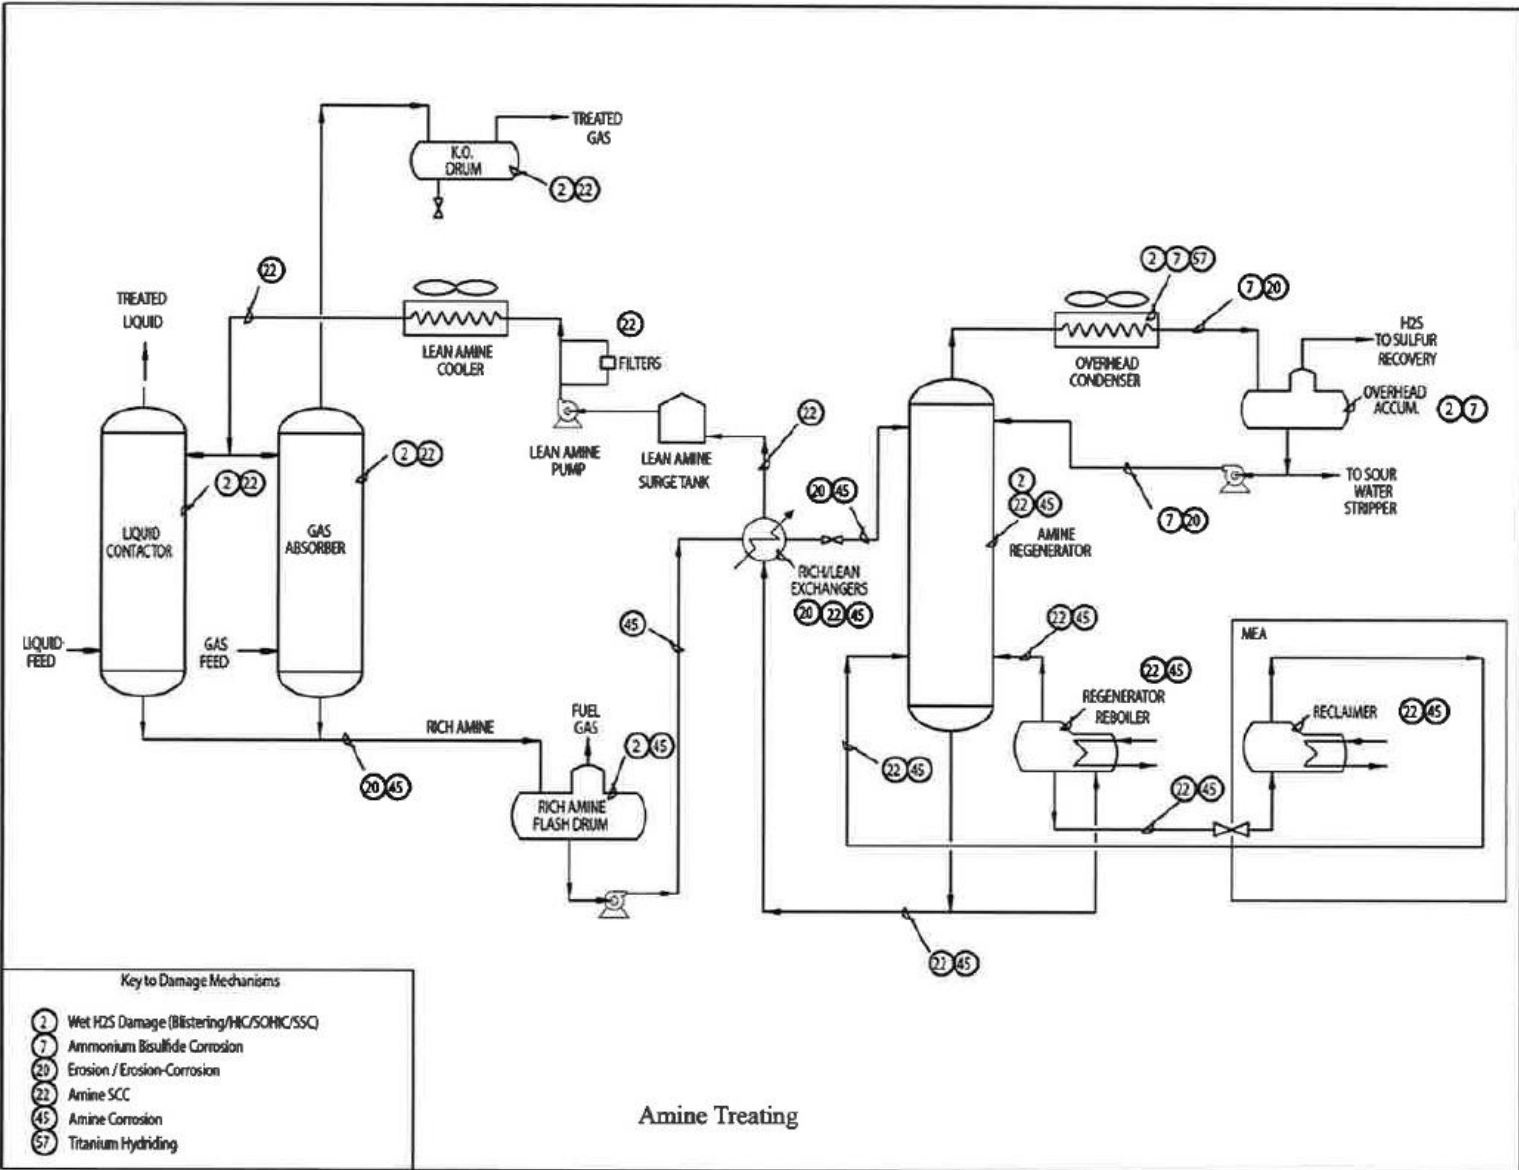 TREATED
GAS
K.O.
DRUM
2 22
22
TREATED
LIQUID
LEAN AMINE
COOLER
22
FILTERS
LEAN AMINE
PUMP
LEAN AMINE
SURGE TANK
22
2 22
2 22
LIQUID
CONTACTOR
GAS
ABSORBER
LIQUID
FEED
GAS
FEED
RICH AMINE
20 45
FUEL
GAS
2 45
RICH AMINE
FLASH DRUM
45
20 45
RICH/LEAN
EXCHANGERS
20 22 45
2 7 57
7 20
OVERHEAD
CONDENSER
H2S
TO SULFUR
RECOVERY
OVERHEAD
ACCUM.
2 7
TO SOUR
WATER
STRIPPER
7 20
2
22 45
AMINE
REGENERATOR
22 45
22 45
REGENERATOR
REBOILER
MEA
RECLAIMER
22 45
22 45
22 45
22 45
Key to Damage Mechanisms
2 Wet H2S Damage (Blistering/HIC/SOHIC/SSC)
7 Ammonium Bisulfide Corrosion
20 Erosion / Erosion-Corrosion
22 Amine SCC
45 Amine Corrosion
57 Titanium Hydriding
Amine Treating